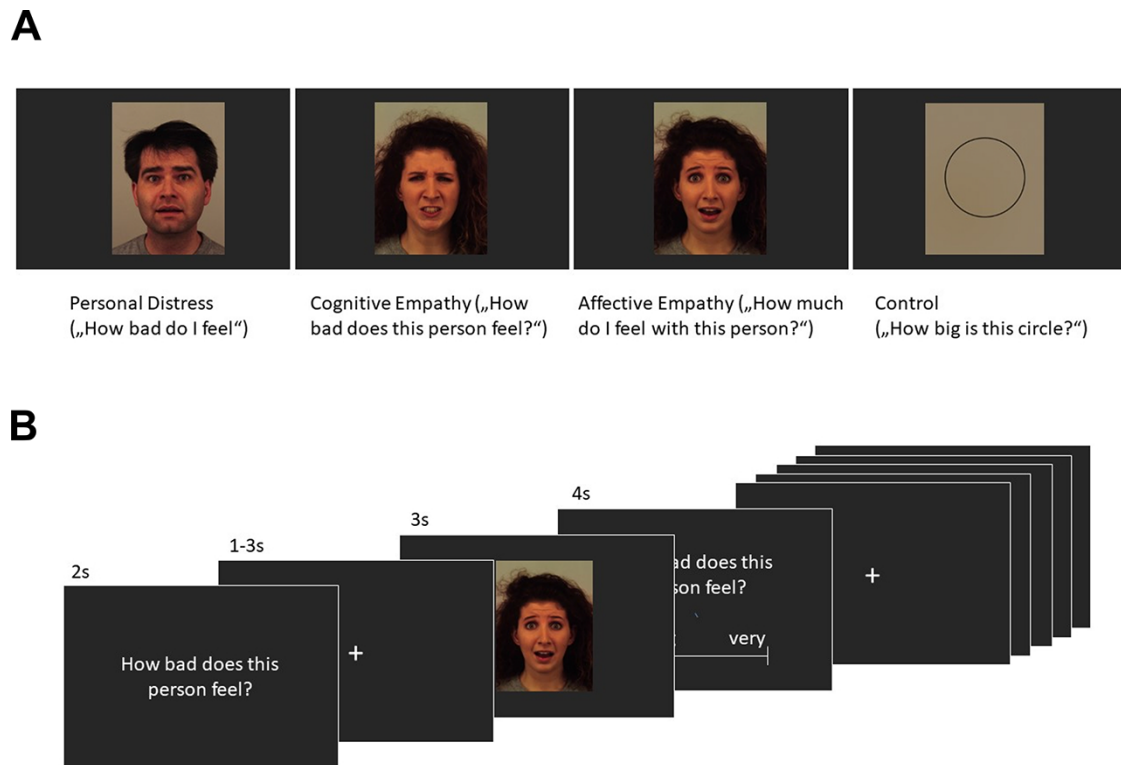 A
Personal Distress
(„How bad do I feel“)
Cognitive Empathy („How
bad does this person feel?“)
Affective Empathy („How much
do I feel with this person?“)
Control
(„How big is this circle?“)
B
2s
How bad does this
person feel?
1-3s
+
3s
4s
ad does this
son feel?
very
+